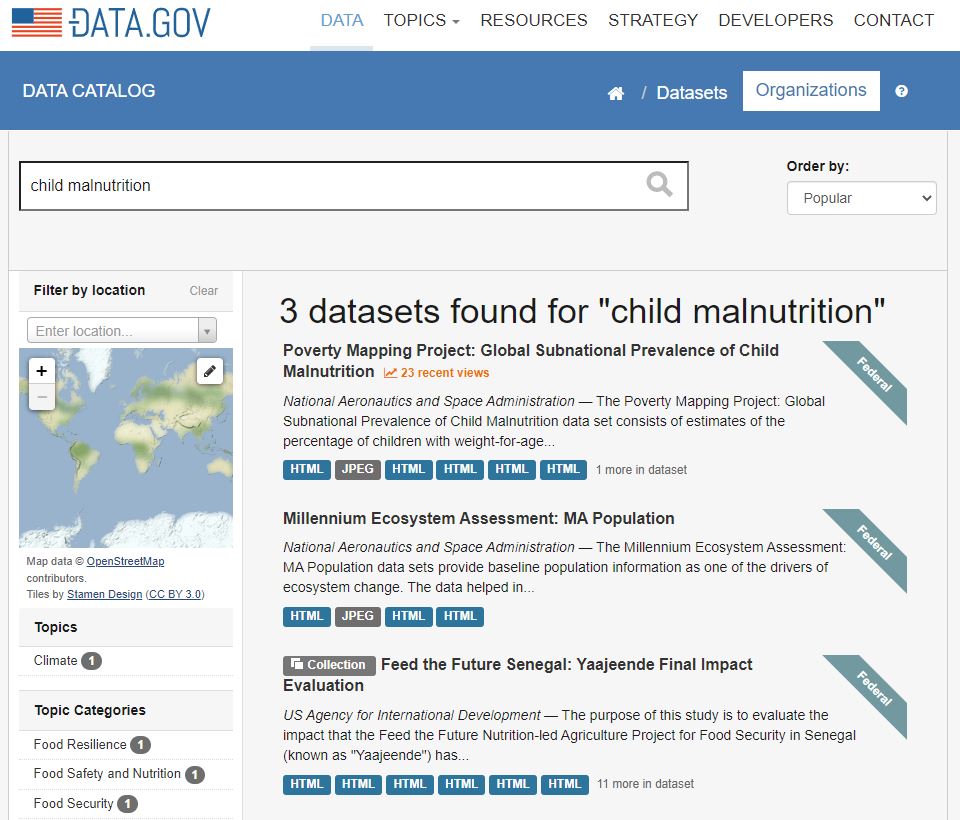 DATA.GOV
DATA TOPICS RESOURCES STRATEGY DEVELOPERS CONTACT
DATA CATALOG
/ Datasets Organizations ?
child malnutrition
Order by:
Popular
Filter by location Clear
Enter location...
+
−
Map data © OpenStreetMap
contributors.
Tiles by Stamen Design (CC BY 3.0)
Topics
Climate 1
Topic Categories
Food Resilience 1
Food Safety and Nutrition 1
Food Security 1
3 datasets found for "child malnutrition"
Poverty Mapping Project: Global Subnational Prevalence of Child
Malnutrition 23 recent views
Federal
National Aeronautics and Space Administration — The Poverty Mapping Project: Global
Subnational Prevalence of Child Malnutrition data set consists of estimates of the
percentage of children with weight-for-age...
HTML JPEG HTML HTML HTML HTML 1 more in dataset
Millennium Ecosystem Assessment: MA Population
Federal
National Aeronautics and Space Administration — The Millennium Ecosystem Assessment:
MA Population data sets provide baseline population information as one of the drivers of
ecosystem change. The data helped in...
HTML JPEG HTML HTML
Collection Feed the Future Senegal: Yaajeende Final Impact
Evaluation
Federal
US Agency for International Development — The purpose of this study is to evaluate the
impact that the Feed the Future Nutrition-led Agriculture Project for Food Security in Senegal
(known as "Yaajeende") has...
HTML HTML HTML HTML HTML HTML 11 more in dataset